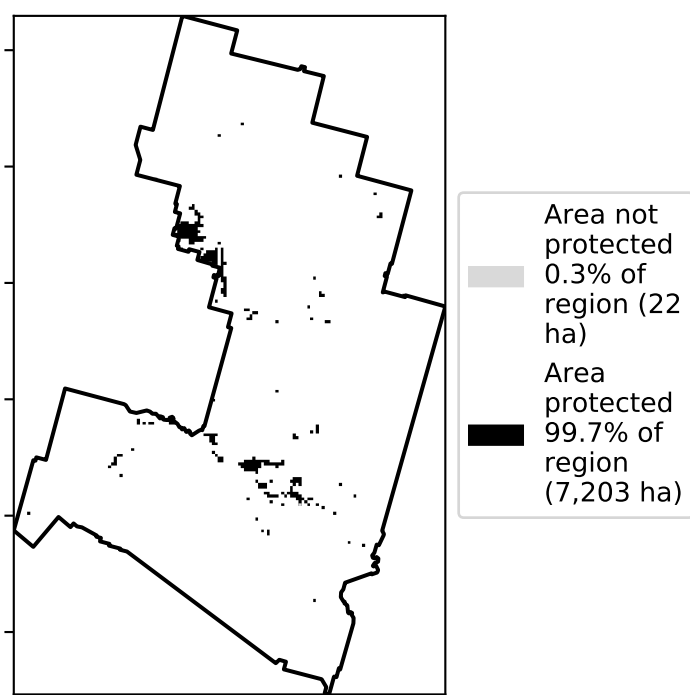 Area not
protected
0.3% of
region (22
ha)
Area
protected
99.7% of
region
(7,203 ha)